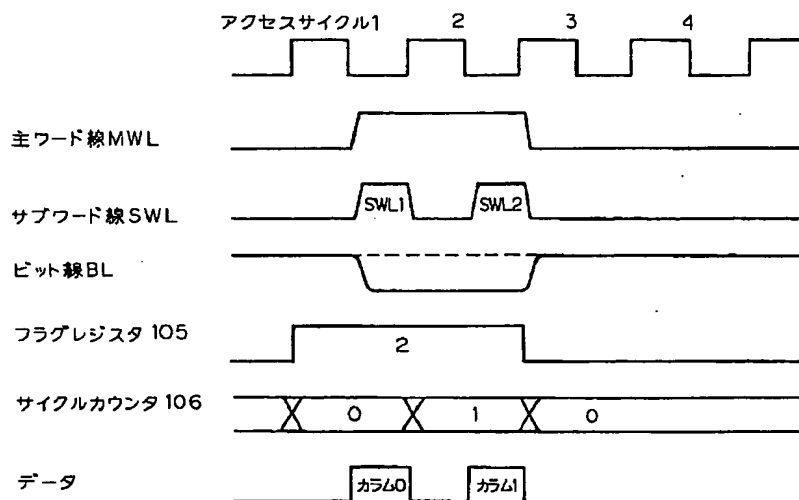 アクセスサイクル1 2 3 4
主ワード線MWL
サブワード線SWL SWL1 SWL2
ビット線BL
フラグレジスタ 105 2
サイクルカウンタ 106 0 1 0
データ カラム0 カラム1